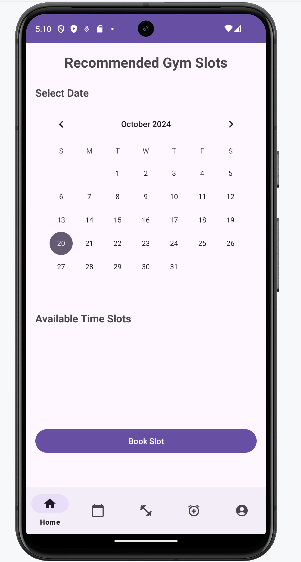 5:10
Recommended Gym Slots
Select Date
October 2024
S M T W T F S
1 2 3 4 5
6 7 8 9 10 11 12
13 14 15 16 17 18 19
20 21 22 23 24 25 26
27 28 29 30 31
Available Time Slots
Book Slot
Home